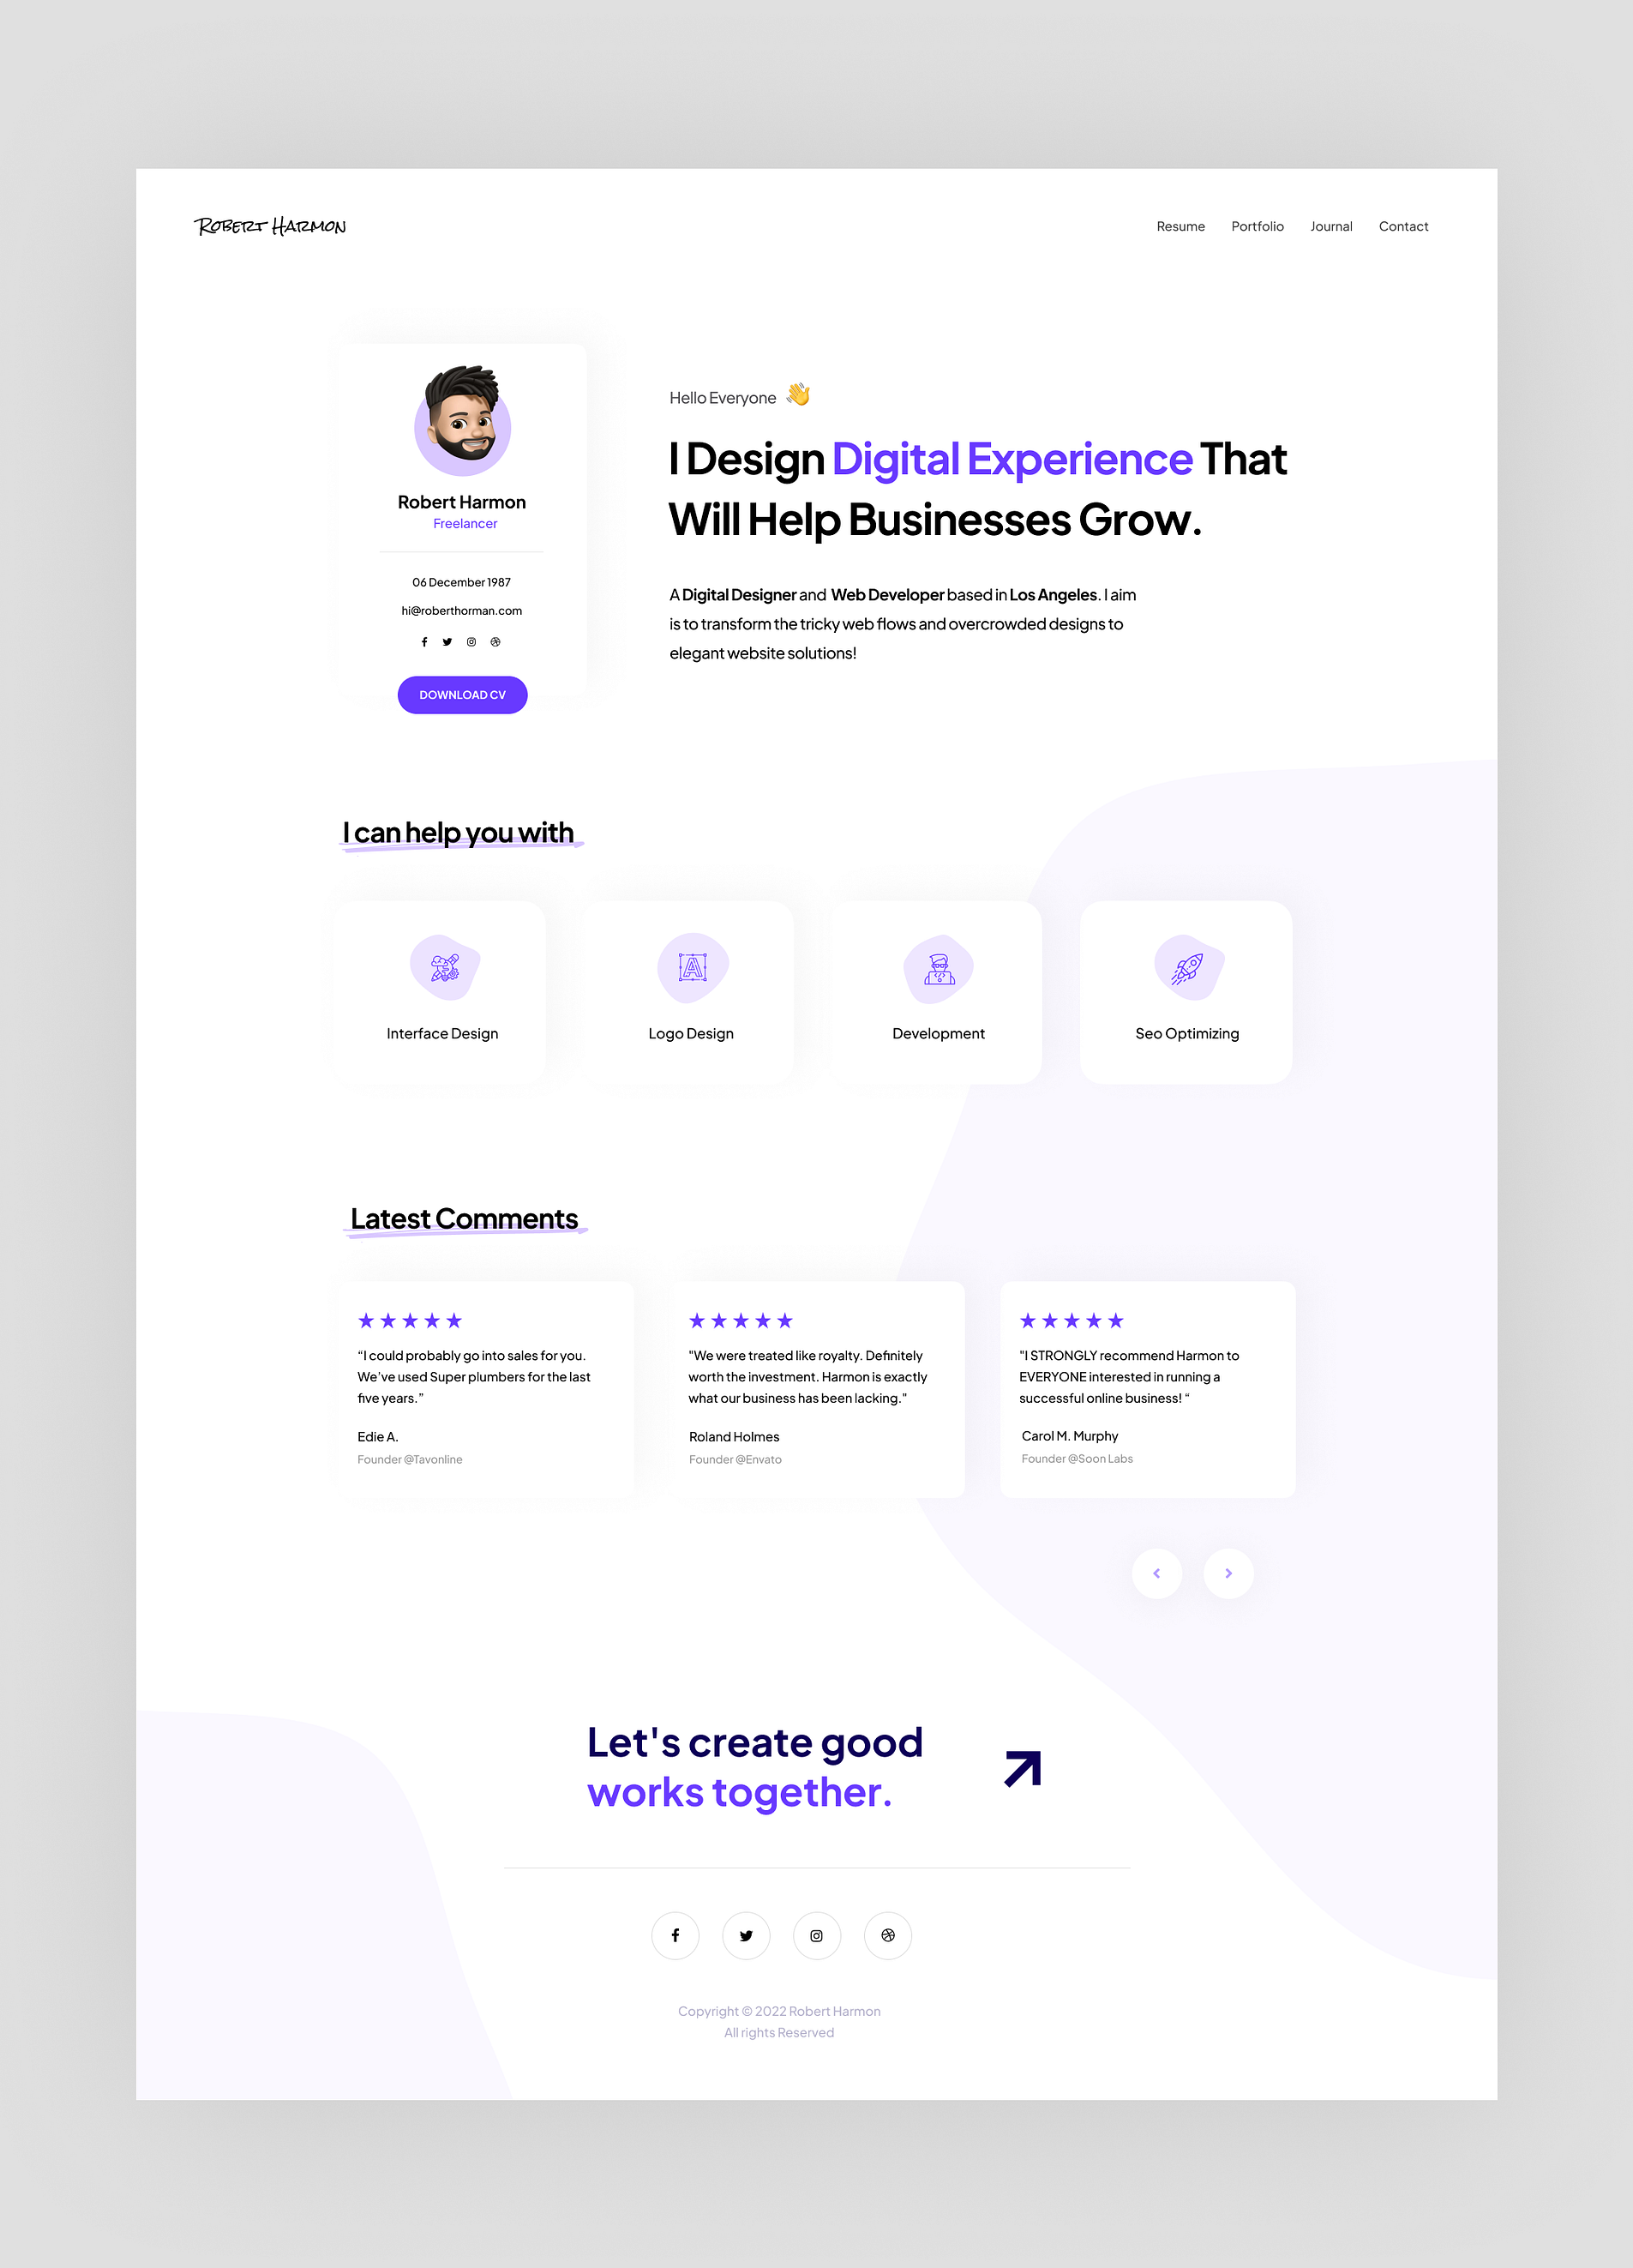 Robert Harmon
Resume Portfolio Journal Contact
Robert Harmon
Freelancer
06 December 1987
hi@roberthorman.com
DOWNLOAD CV
Hello Everyone 👋
I Design Digital Experience That
Will Help Businesses Grow.
A Digital Designer and Web Developer based in Los Angeles. I aim
is to transform the tricky web flows and overcrowded designs to
elegant website solutions!
I can help you with
A
Interface Design
Logo Design
Development
Seo Optimizing
Latest Comments
★★★★★
“I could probably go into sales for you.
We’ve used Super plumbers for the last
five years.”
Edie A.
Founder @Tavonline
★★★★★
"We were treated like royalty. Definitely
worth the investment. Harmon is exactly
what our business has been lacking."
Roland Holmes
Founder @Envato
★★★★★
"I STRONGLY recommend Harmon to
EVERYONE interested in running a
successful online business! “
Carol M. Murphy
Founder @Soon Labs
Let's create good
works together.
Copyright © 2022 Robert Harmon
All rights Reserved